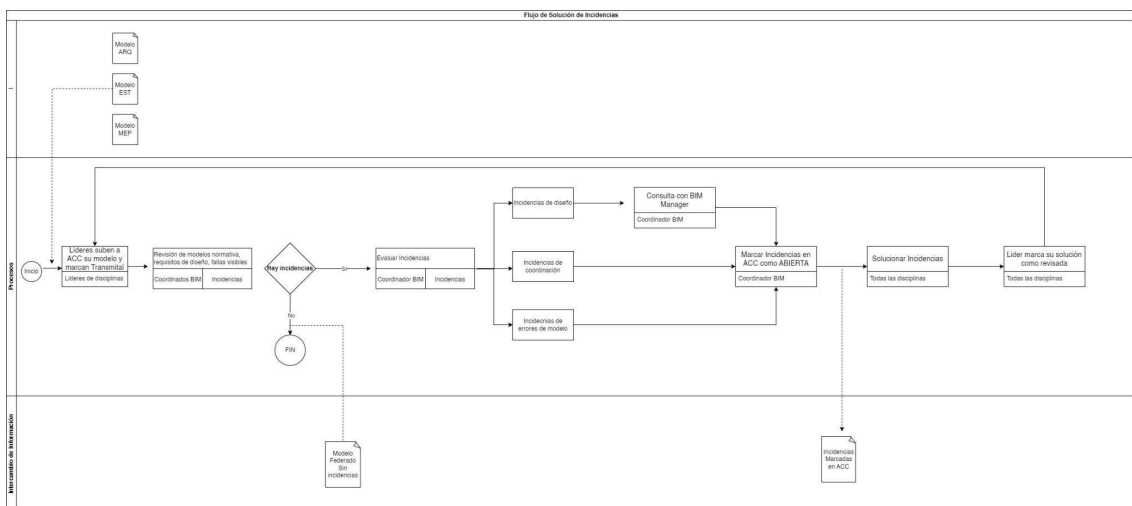 Flujo de Solución de Incidencias
I
Modelo
ARQ
Modelo
EST
Modelo
MEP
Procesos
Inicio
Líderes suben a
ACC su modelo y
marcan Transmital
Líderes de disciplinas
Revisión de modelos normativa,
requisitos de diseño, fallas visibles
Coordinados BIM
Incidencias
Hay incidencias
Si
No
FIN
Evaluar Incidencias
Coordinador BIM
Incidencias
Incidencias de diseño
Incidencias de
coordinación
Incidecnias de
errores de modelo
Consulta con BIM
Manager
Coordinador BIM
Marcar Incidencias en
ACC como ABIERTA
Coordinador BIM
Solucionar Incidencias
Todas las disciplinas
Lider marca su solución
como revisada
Todas las disciplinas
Intercambio de Información
Modelo
Federado
Sin
incidencias
Incidencias
Marcadas
en ACC